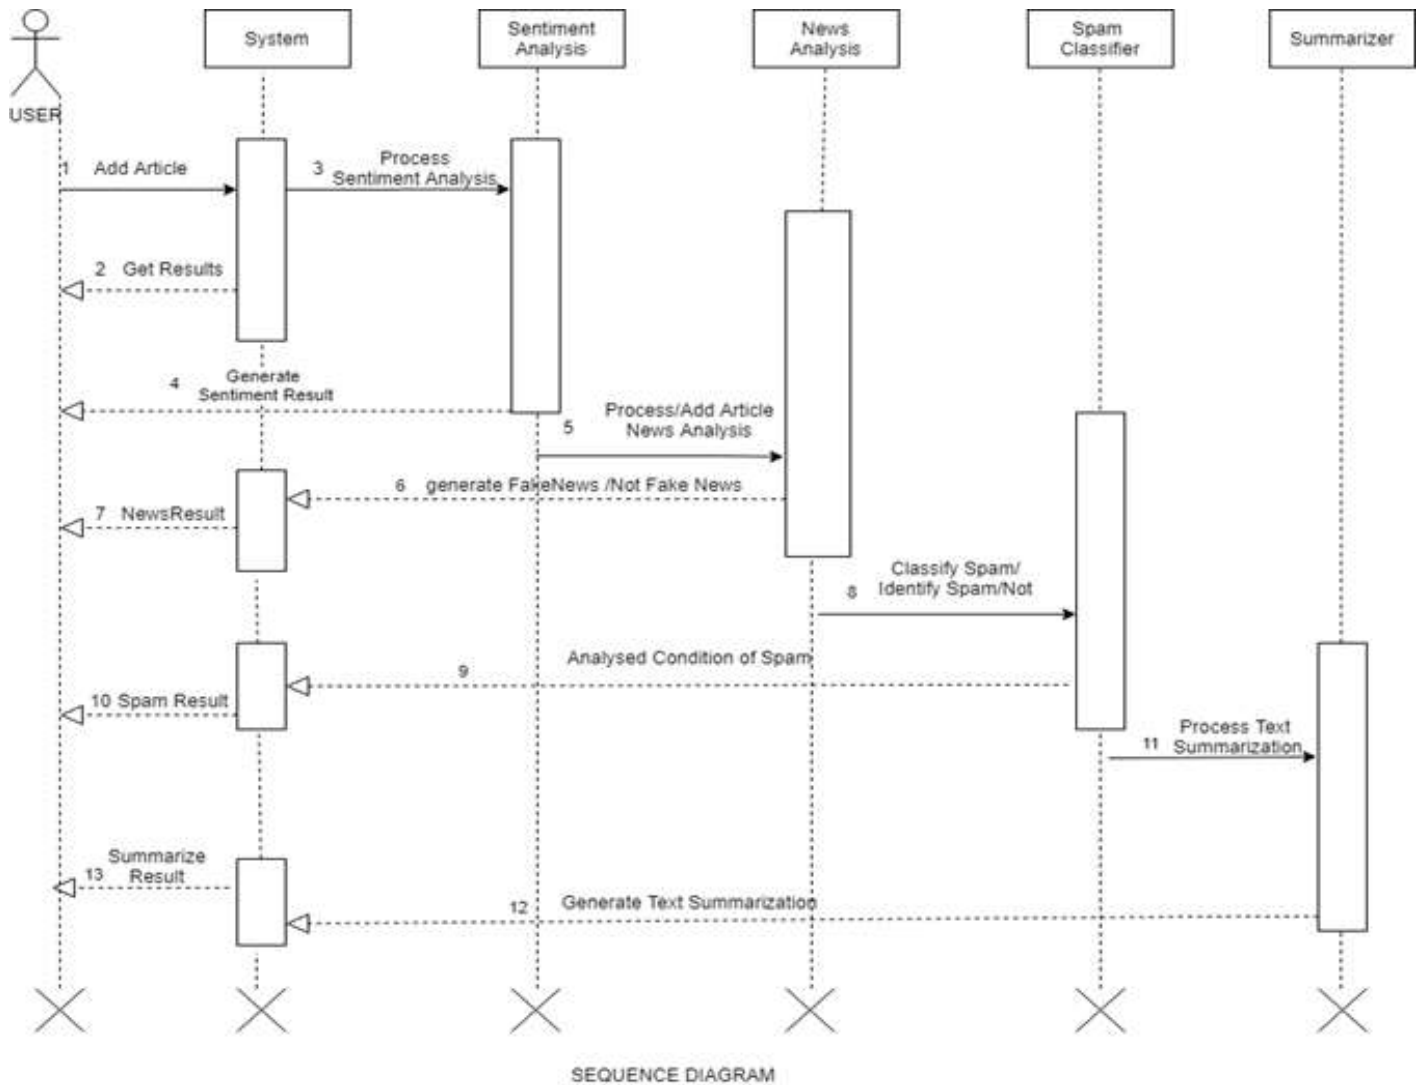 System
Sentiment
Analysis
News
Analysis
Spam
Classifier
Summarizer
USER
1 Add Article
3 Process
Sentiment Analysis
2 Get Results
4 Generate
Sentiment Result
5 Process/Add Article
News Analysis
6 generate FakeNews /Not Fake News
7 NewsResult
8 Classify Spam/
Identify Spam/Not
9 Analysed Condition of Spam
10 Spam Result
11 Process Text
Summarization
13 Summarize
Result
12 Generate Text Summarization
SEQUENCE DIAGRAM